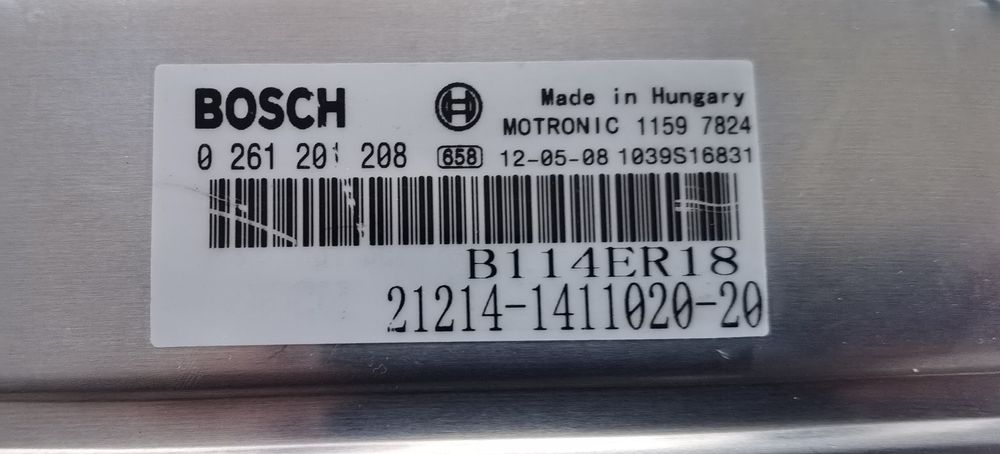 BOSCH
Made in Hungary
MOTRONIC 1159 7824
0 261 201 208 658 12-05-08 1039S16831
B114ER18
21214-1411020-20